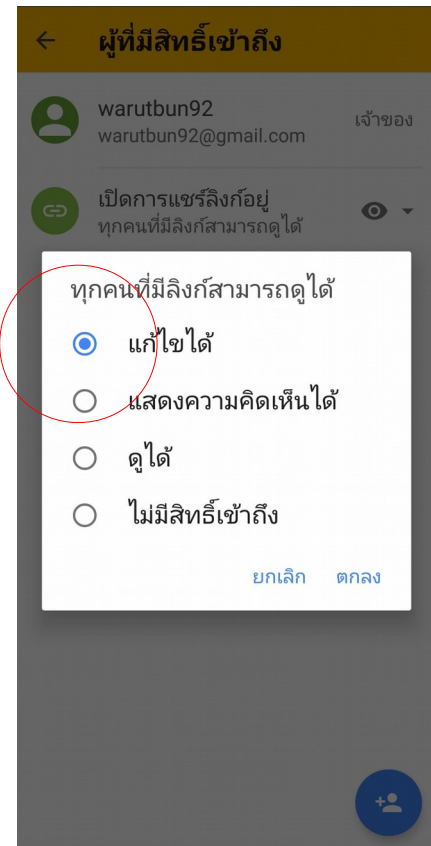 ผู้ที่มีสิทธิ์เข้าถึง
warutbun92
เจ้าของ
warutbun92@gmail.com
เปิดการแชร์ลิงก์อยู่
ทุกคนที่มีลิงก์สามารถดูได้
ทุกคนที่มีลิงก์สามารถดูได้
แก้ไขได้
แสดงความคิดเห็นได้
ดูได้
ไม่มีสิทธิ์เข้าถึง
ยกเลิก ตกลง